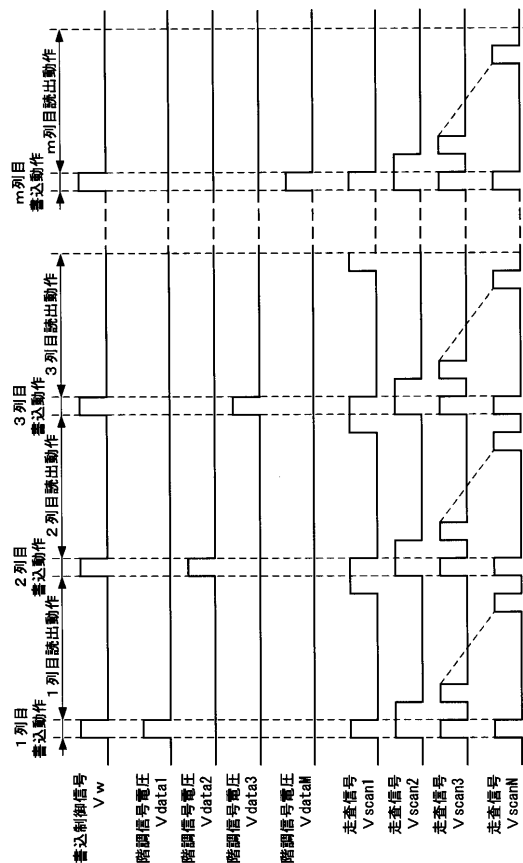 1列目
書込動作
1列目読出動作
2列目
書込動作
2列目読出動作
3列目
書込動作
3列目読出動作
m列目
書込動作
m列目読出動作
書込制御信号
Vw
階調信号電圧
Vdata1
階調信号電圧
Vdata2
階調信号電圧
Vdata3
階調信号電圧
VdataM
走査信号
Vscan1
走査信号
Vscan2
走査信号
Vscan3
走査信号
VscanN